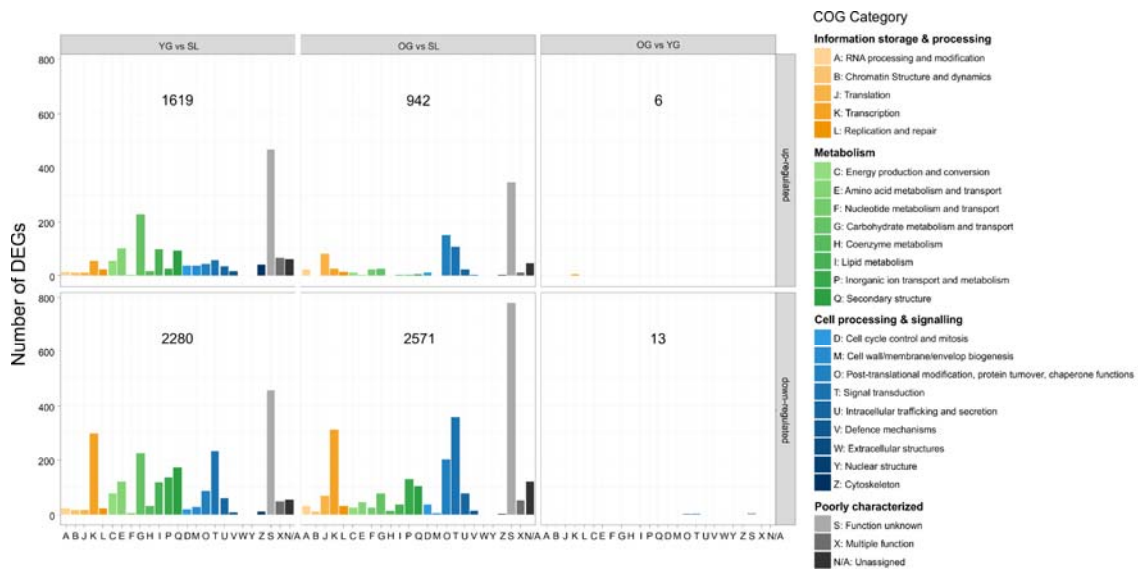 COG Category
Information storage & processing
A: RNA processing and modification
B: Chromatin Structure and dynamics
J: Translation
K: Transcription
L: Replication and repair
Metabolism
C: Energy production and conversion
E: Amino acid metabolism and transport
F: Nucleotide metabolism and transport
G: Carbohydrate metabolism and transport
H: Coenzyme metabolism
I: Lipid metabolism
P: Inorganic ion transport and metabolism
Q: Secondary structure
Cell processing & signalling
D: Cell cycle control and mitosis
M: Cell wall/membrane/envelop biogenesis
O: Post-translational modification, protein turnover, chaperone functions
T: Signal transduction
U: Intracellular trafficking and secretion
V: Defence mechanisms
W: Extracellular structures
Y: Nuclear structure
Z: Cytoskeleton
Poorly characterized
S: Function unknown
X: Multiple function
N/A: Unassigned
YG vs SL OG vs SL OG vs YG
Number of DEGs
800
600
400
200
0
1619 942 6
up-regulated
800
600
400
200
0
2280 2571 13
down-regulated
A B J K L C E F G H I P Q D M O T U V W Y Z S X N/A A B J K L C E F G H I P Q D M O T U V W Y Z S X N/A A B J K L C E F G H I P Q D M O T U V W Y Z S X N/A